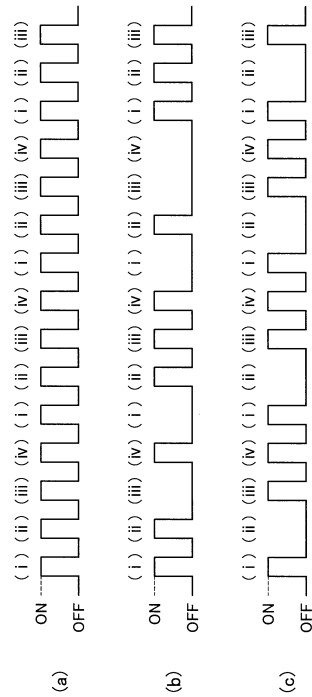 ( i ) ( ii ) (iii) (iv) ( i ) ( ii ) (iii) (iv) ( i ) ( ii ) (iii) (iv) ( i ) ( ii ) (iii)
ON
(a)
OFF
( i ) ( ii ) (iii) (iv) ( i ) ( ii ) (iii) (iv) ( i ) ( ii ) (iii) (iv) ( i ) ( ii ) (iii)
ON
(b)
OFF
( i ) ( ii ) (iii) (iv) ( i ) ( ii ) (iii) (iv) ( i ) ( ii ) (iii) (iv) ( i ) ( ii ) (iii)
ON
(c)
OFF